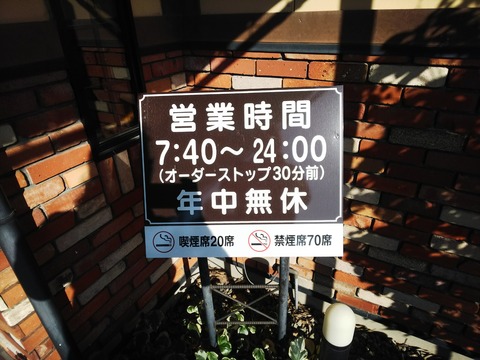 営業時間
7:40～24:00
(オーダーストップ30分前)
年中無休
喫煙席20席 禁煙席70席